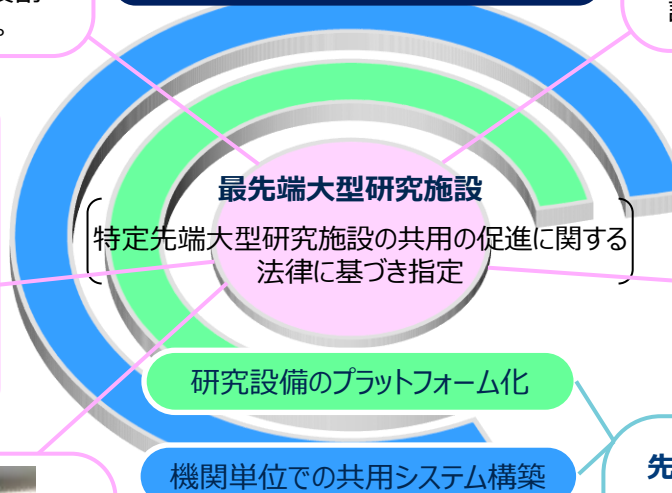 。
最先端大型研究施設
特定先端大型研究施設の共用の促進に関する
法律に基づき指定
研究設備のプラットフォーム化
機関単位での共用システム構築
先